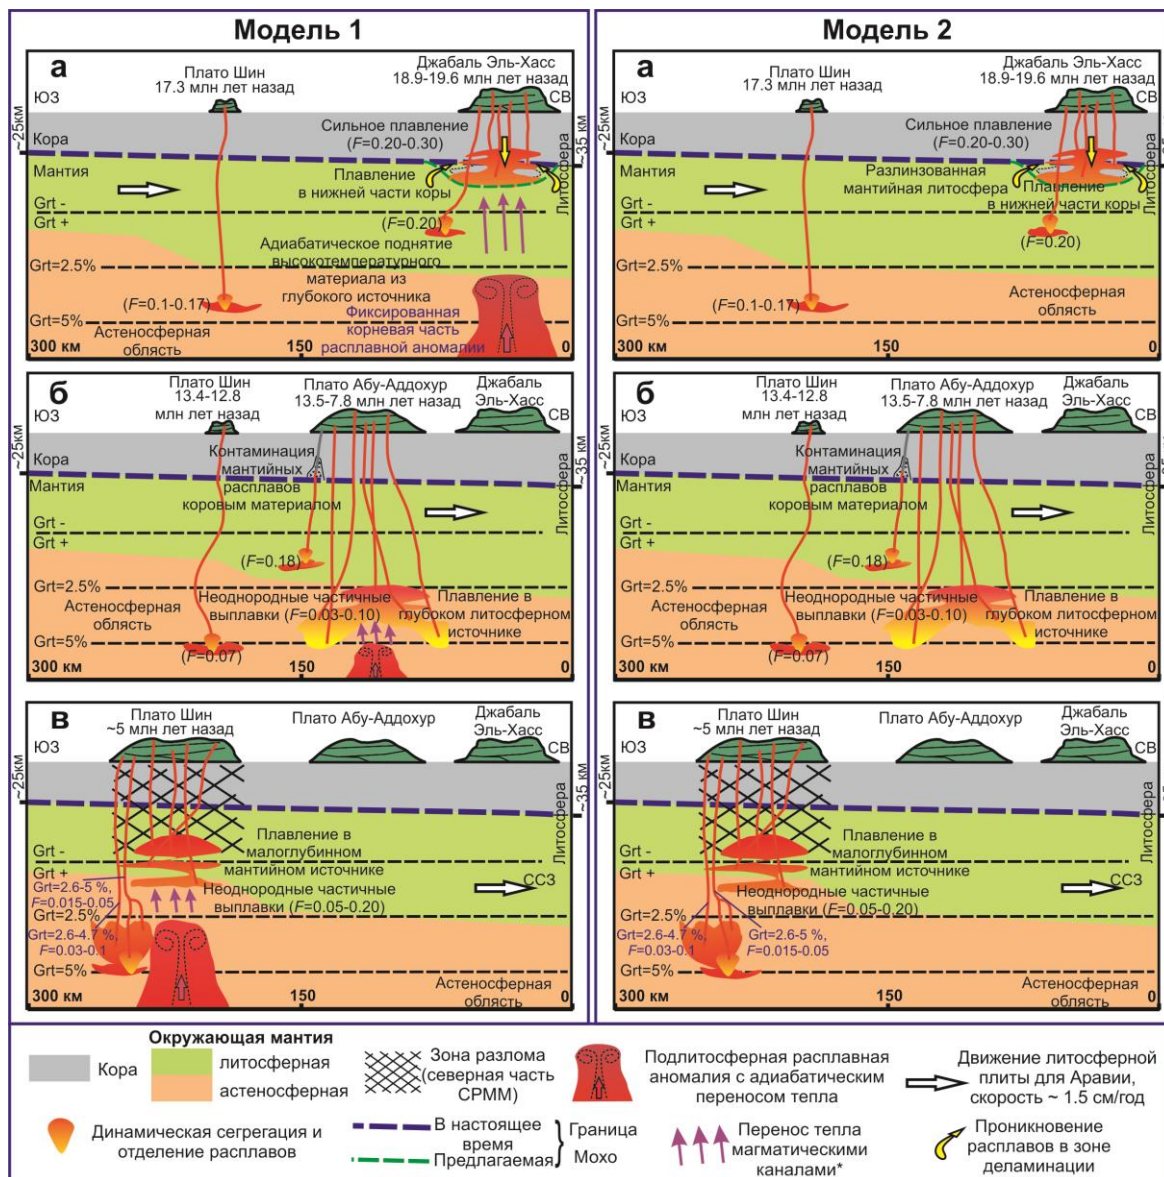 Модель 1
а
Плато Шин
17.3 млн лет назад
Джабаль Эль-Хасс
18.9-19.6 млн лет назад
ЮЗ
СВ
~25км
~35 км
Кора
Мантия
Литосфера
Сильное плавление
(F=0.20-0.30)
Плавление
в нижней части коры
Grt -
Grt +
(F=0.20)
Адиабатическое поднятие
высокотемпературного
материала из
глубокого источника
Grt=2.5%
(F=0.1-0.17)
Фиксированная
корневая часть
расплавной аномалии
Grt=5%
Астеносферная
облясть
300 км
150
0
б
Плато Шин
13.4-12.8
млн лет назад
Плато Абу-Аддохур
13.5-7.8 млн лет назад
Джабаль
Эль-Хасс
ЮЗ
СВ
~25км
~35 км
Кора
Мантия
Литосфера
Контаминация
мантийных
расплавов
коровым материалом
Grt -
Grt +
(F=0.18)
Grt=2.5%
Астеносферная
облясть
Неоднородные частичные
выплавки (F=0.03-0.10)
Плавление в
глубоком литосферном
источнике
Grt=5%
(F=0.07)
300 км
150
0
в
Плато Шин
~5 млн лет назад
Плато Абу-Аддохур
Джабаль
Эль-Хасс
ЮЗ
СВ
~25км
~35 км
Литосфера
Плавление в
малоглубинном
мантийном источнике
Grt -
Grt +
Grt=2.6-5 %,
F=0.015-0.05
Неоднородные частичные
выплавки (F=0.05-0.20)
ССЗ
Grt=2.5%
Grt=2.6-4.7 %,
F=0.03-0.1
Grt=5%
Астеносферная
облясть
300 км
150
0
Модель 2
а
Плато Шин
17.3 млн лет назад
Джабаль Эль-Хасс
18.9-19.6 млн лет назад
ЮЗ
СВ
~25км
Кора
Мантия
Литосфера
Сильное плавление
(F=0.20-0.30)
Разлинзованная
мантийная литосфера
Плавление
в нижней части коры
Grt -
Grt +
(F=0.20)
Grt=2.5%
(F=0.1-0.17)
Астеносферная
облясть
Grt=5%
300 км
150
0
б
Плато Шин
13.4-12.8
млн лет назад
Плато Абу-Аддохур
13.5-7.8 млн лет назад
Джабаль
Эль-Хасс
ЮЗ
СВ
~25км
Кора
Мантия
Литосфера
Контаминация
мантийных
расплавов
коровым материалом
Grt -
Grt +
(F=0.18)
Grt=2.5%
Астеносферная
облясть
Неоднородные частичные
выплавки (F=0.03-0.10)
Плавление в
глубоком литосферном
источнике
Grt=5%
(F=0.07)
300 км
150
0
в
Плато Шин
~5 млн лет назад
Плато Абу-Аддохур
Джабаль
Эль-Хасс
ЮЗ
СВ
~25км
Литосфера
Плавление в
малоглубинном
мантийном источнике
Grt -
Grt +
Неоднородные частичные
выплавки (F=0.05-0.20)
ССЗ
Grt=2.5%
Grt=2.6-4.7 %,
F=0.03-0.1
Grt=2.6-5 %,
F=0.015-0.05
Grt=5%
Астеносферная
облясть
300 км
150
0
Кора
Окружающая мантия
литосферная
астеносферная
Зона разлома
(северная часть
СРММ)
Подлитосферная расплавная
аномалия с адиабатическим
переносом тепла
Движение литосферной
плиты для Аравии,
скорость ~ 1.5 см/год
Динамическая сегрегация и
отделение расплавов
В настоящее
время
Предлагаемая
Граница
Мохо
Перенос тепла
магматическими
каналами*
Проникновение
расплавов в зоне
деламинации